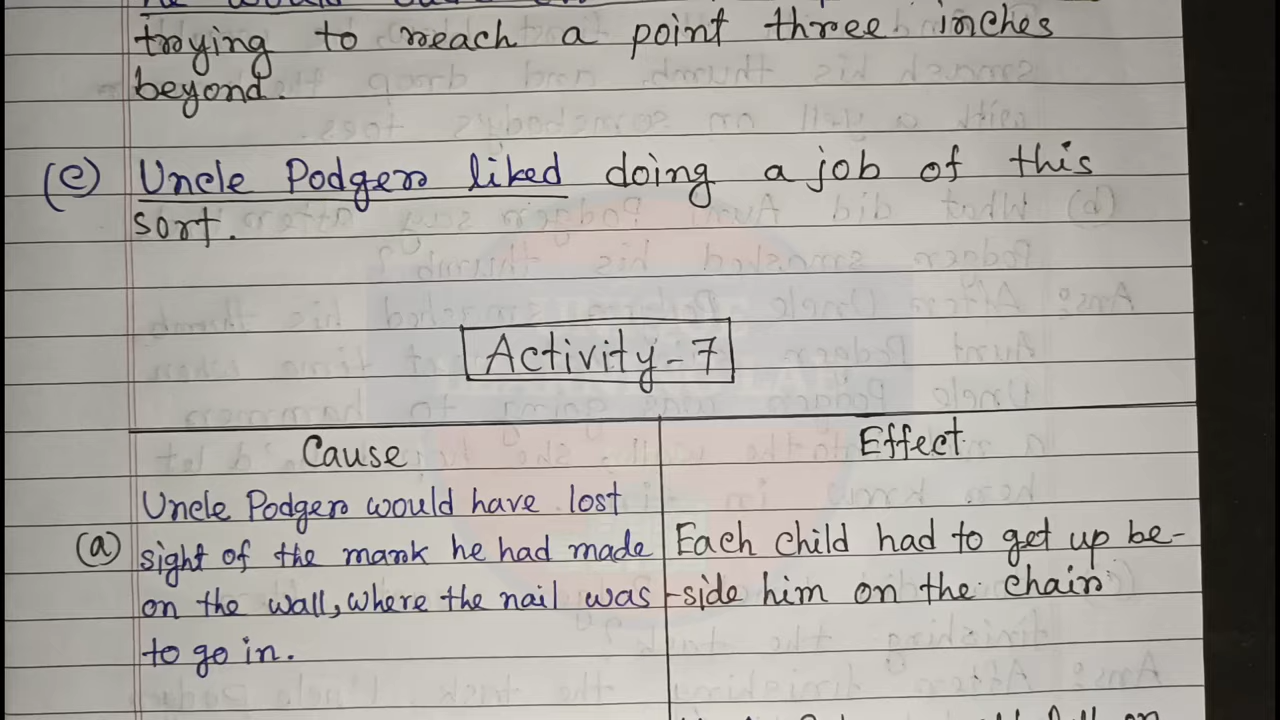 trying to reach a point three inches
beyond.
(e) Uncle Podger liked doing a job of this
sort.
Activity-7
Cause
Effect
Uncle Podger would have lost
(a) sight of the mark he had made
on the wall, where the nail was
to go in.
Each child had to get up be-
-side him on the chair